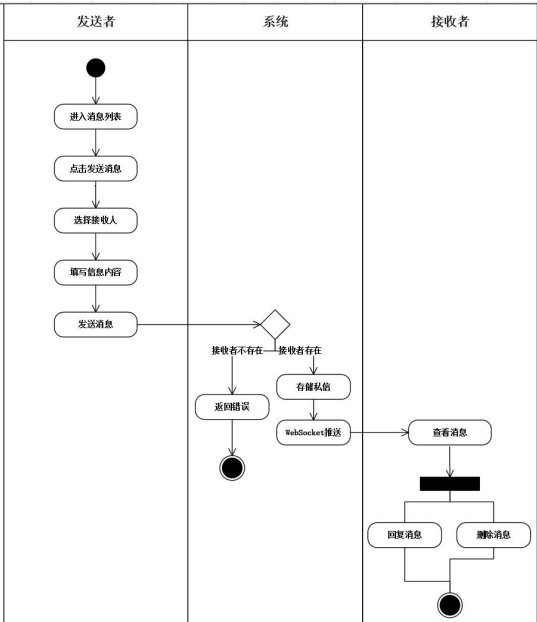 发送者
系统
接收者
进入消息列表
点击发送消息
选择接收人
填写信息内容
发送消息
接收者不存在
接收者存在
存储私信
返回错误
WebSocket推送
查看消息
回复消息
删除消息